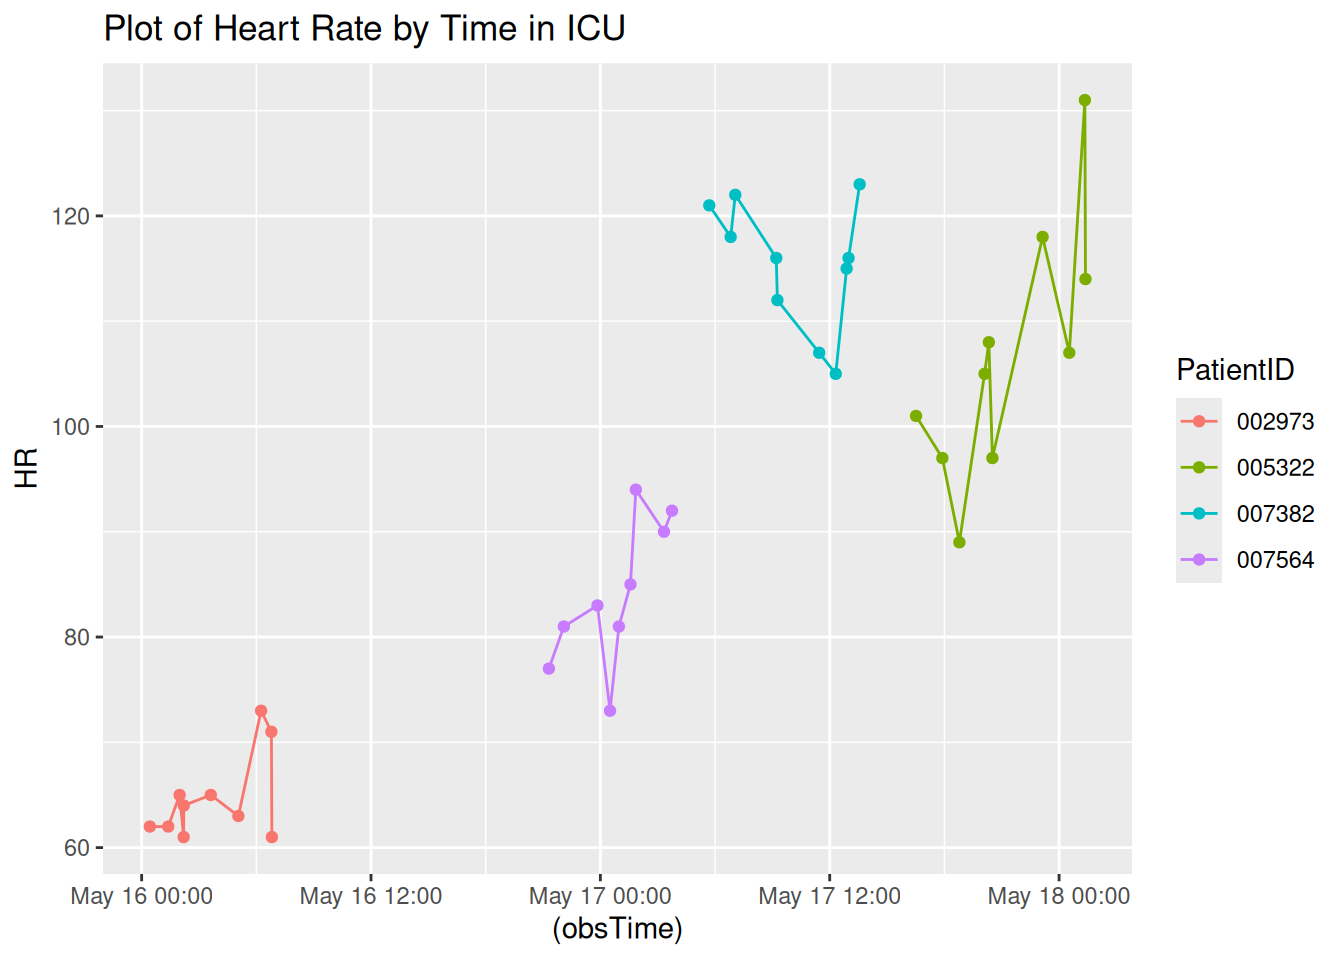 Plot of Heart Rate by Time in ICU
HR
120
100
80
60
May 16 00:00 May 16 12:00 May 17 00:00 May 17 12:00 May 18 00:00
(obsTime)
PatientID
002973
005322
007382
007564